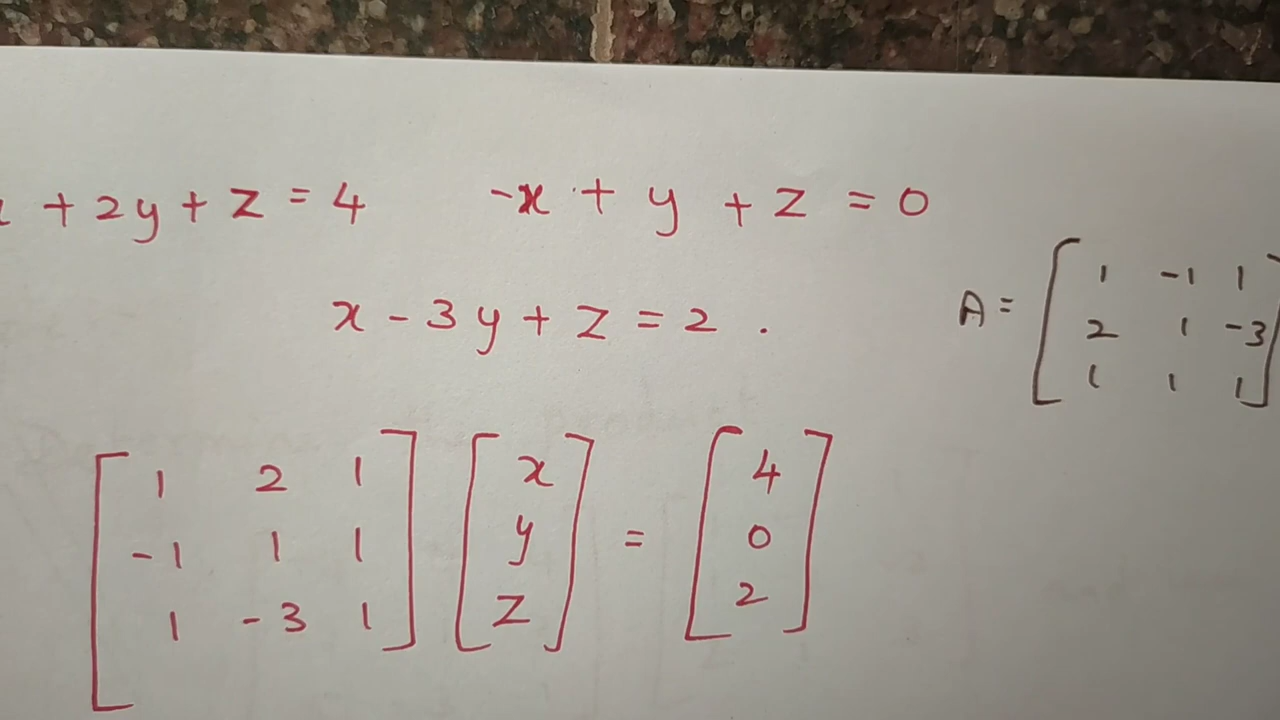 + 2y + z = 4 -x + y + z = 0
x - 3y + z = 2 .
A = [ 1 -1 1
2 1 -3
1 1 1 ]
[ 1 2 1
-1 1 1
1 -3 1 ] [ x
y
z ] = [ 4
0
2 ]